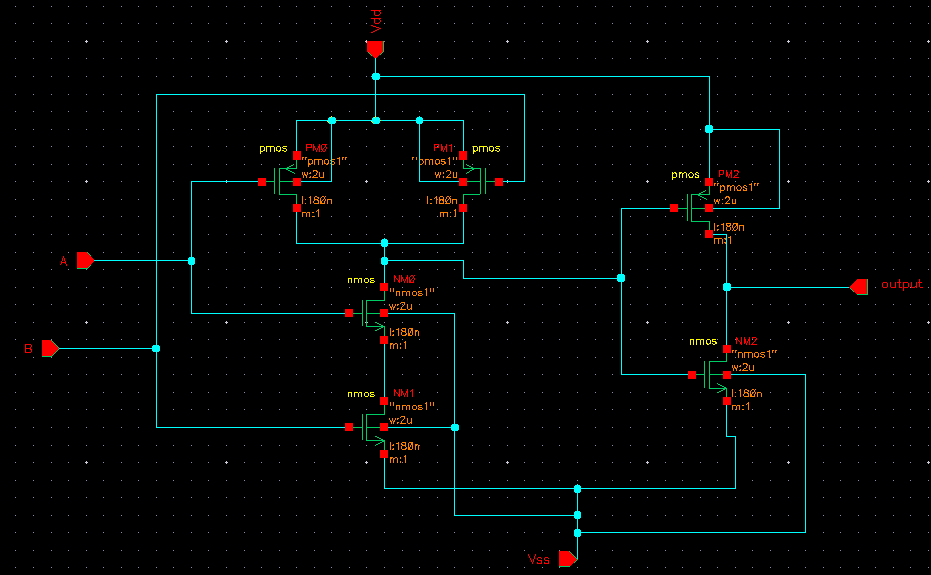 Vdd
pmos PM0
"pmos1"
w:2u
l:180n
m:1
PM1 pmos
"pmos1"
w:2u
l:180n
m:1
pmos PM2
"pmos1"
w:2u
l:180n
m:1
A
nmos NM0
"nmos1"
w:2u
l:180n
m:1
output
B
nmos NM2
"nmos1"
w:2u
l:180n
m:1
nmos NM1
"nmos1"
w:2u
l:180n
m:1
Vss